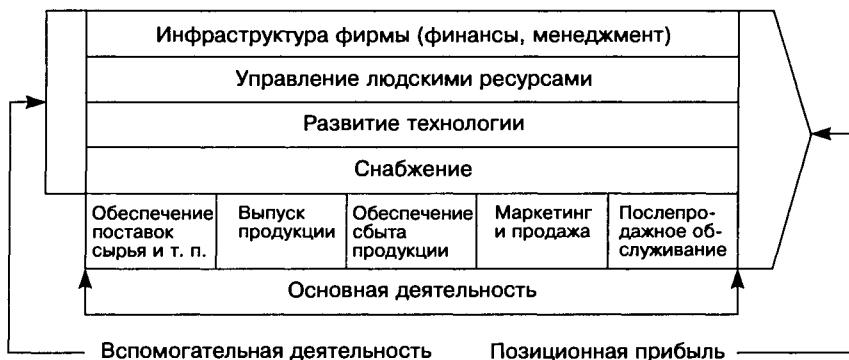 Инфраструктура фирмы (финансы, менеджмент)
Управление людскими ресурсами
Развитие технологии
Снабжение
Обеспечение
поставок
сырья и т. п.
Выпуск
продукции
Обеспечение
сбыта
продукции
Маркетинг
и продажа
Послепро-
дажное об-
служивание
Основная деятельность
Вспомогательная деятельность
Позиционная прибыль